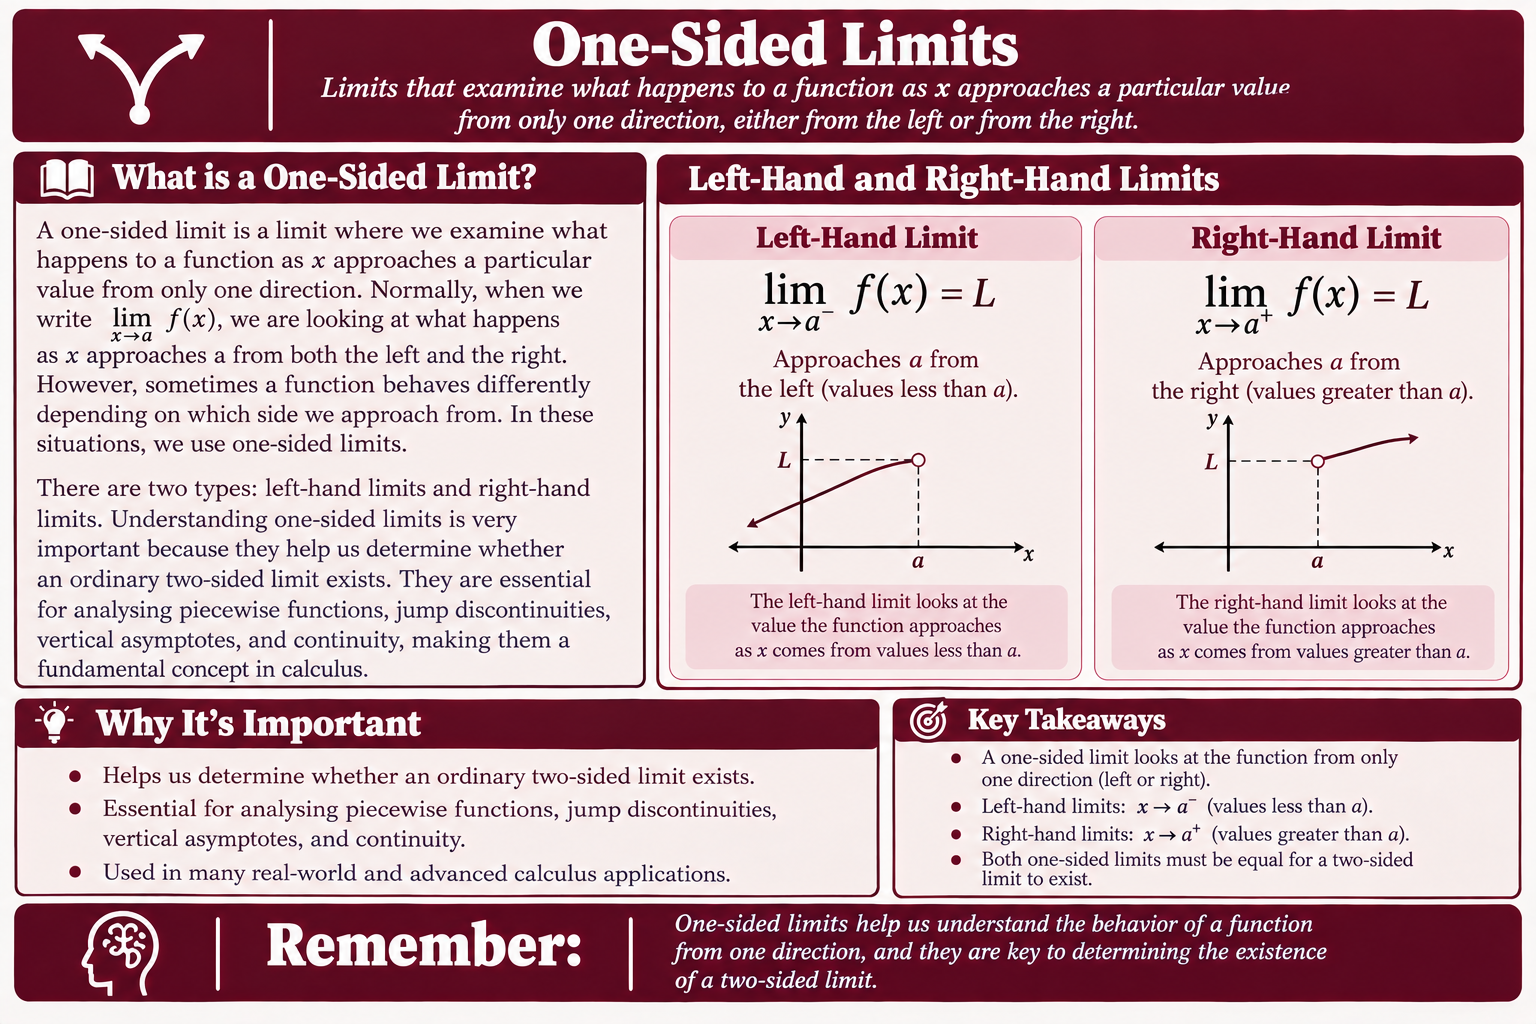 One-Sided Limits
Limits that examine what happens to a function as x approaches a particular value
from only one direction, either from the left or from the right.
What is a One-Sided Limit?
A one-sided limit is a limit where we examine what
happens to a function as x approaches a particular
value from only one direction. Normally, when we
write lim x→a f(x), we are looking at what happens
as x approaches a from both the left and the right.
However, sometimes a function behaves differently
depending on which side we approach from. In these
situations, we use one-sided limits.
There are two types: left-hand limits and right-hand
limits. Understanding one-sided limits is very
important because they help us determine whether
an ordinary two-sided limit exists. They are essential
for analysing piecewise functions, jump discontinuities,
vertical asymptotes, and continuity, making them a
fundamental concept in calculus.
Left-Hand and Right-Hand Limits
Left-Hand Limit
lim f(x) = L
x→a⁻
Approaches a from
the left (values less than a).
y
L
a
x
The left-hand limit looks at the
value the function approaches
as x comes from values less than a.
Right-Hand Limit
lim f(x) = L
x→a⁺
Approaches a from
the right (values greater than a).
y
L
a
x
The right-hand limit looks at the
value the function approaches
as x comes from values greater than a.
Why It's Important
• Helps us determine whether an ordinary two-sided limit exists.
• Essential for analysing piecewise functions, jump discontinuities,
vertical asymptotes, and continuity.
• Used in many real-world and advanced calculus applications.
Key Takeaways
• A one-sided limit looks at the function from only
one direction (left or right).
• Left-hand limits: x→a⁻ (values less than a).
• Right-hand limits: x→a⁺ (values greater than a).
• Both one-sided limits must be equal for a two-sided
limit to exist.
Remember:
One-sided limits help us understand the behavior of a function
from one direction, and they are key to determining the existence
of a two-sided limit.